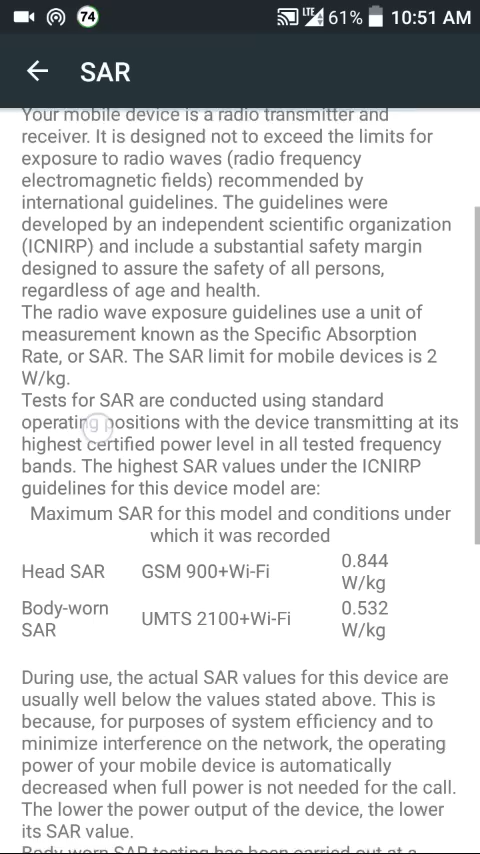 74 LTE 61% 10:51 AM
SAR
Your mobile device is a radio transmitter and
receiver. It is designed not to exceed the limits for
exposure to radio waves (radio frequency
electromagnetic fields) recommended by
international guidelines. The guidelines were
developed by an independent scientific organization
(ICNIRP) and include a substantial safety margin
designed to assure the safety of all persons,
regardless of age and health.
The radio wave exposure guidelines use a unit of
measurement known as the Specific Absorption
Rate, or SAR. The SAR limit for mobile devices is 2
W/kg.
Tests for SAR are conducted using standard
operating positions with the device transmitting at its
highest certified power level in all tested frequency
bands. The highest SAR values under the ICNIRP
guidelines for this device model are:
Maximum SAR for this model and conditions under
which it was recorded
Head SAR GSM 900+Wi-Fi 0.844
W/kg
Body-worn UMTS 2100+Wi-Fi 0.532
SAR W/kg
During use, the actual SAR values for this device are
usually well below the values stated above. This is
because, for purposes of system efficiency and to
minimize interference on the network, the operating
power of your mobile device is automatically
decreased when full power is not needed for the call.
The lower the power output of the device, the lower
its SAR value.
Body worn SAR testing has been carried out at a